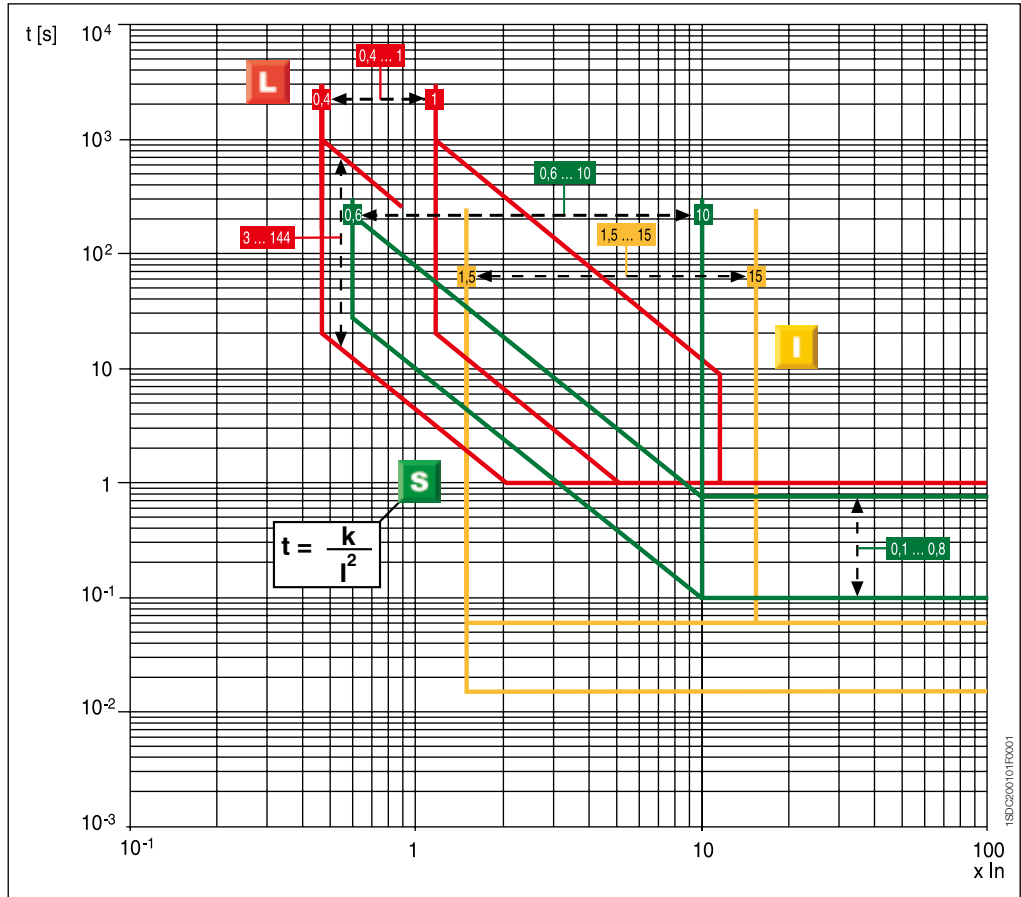 t [s]
10⁴
0,4 ... 1
L
0,4
1
10³
0,6 ... 10
0,6
10
3 ... 144
1,5 ... 15
10²
1,5
15
I
10
S
1
t = k
I²
0,1 ... 0,8
10⁻¹
10⁻²
10⁻³
10⁻¹
1
10
100
x In
1SDC200101F0001